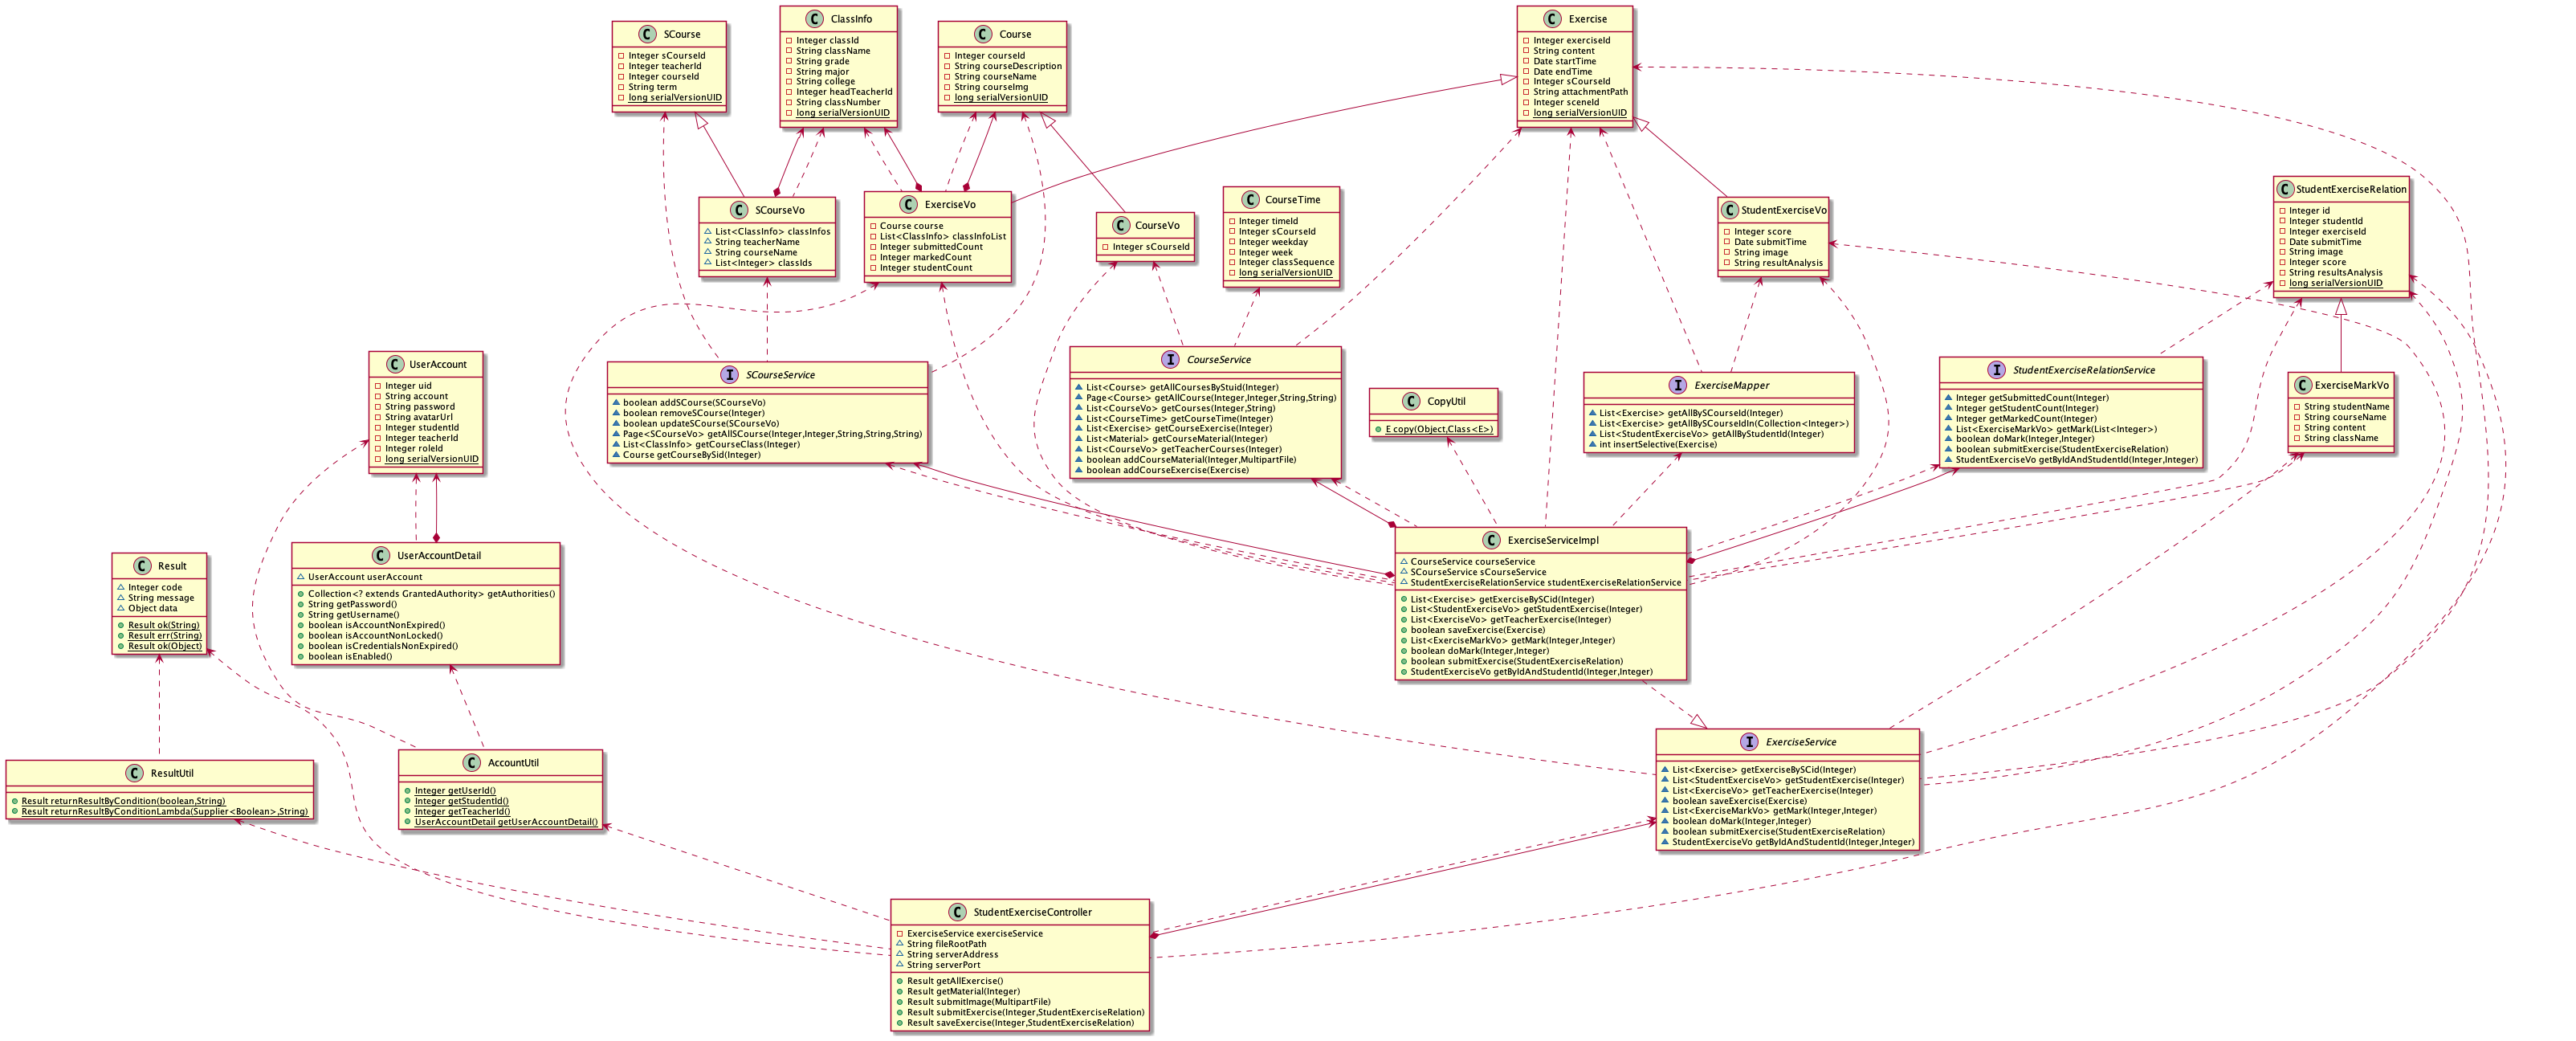 C SCourse
Integer sCourseId
Integer teacherId
Integer courseId
String term
long serialVersionUID
C ClassInfo
Integer classId
String className
String grade
String major
String college
Integer headTeacherId
String classNumber
long serialVersionUID
C Course
Integer courseId
String courseDescription
String courseName
String courseImg
long serialVersionUID
C Exercise
Integer exerciseId
String content
Date startTime
Date endTime
Integer sCourseId
String attachmentPath
Integer sceneId
long serialVersionUID
C SCourseVo
List<ClassInfo> classInfos
String teacherName
String courseName
List<Integer> classIds
C ExerciseVo
Course course
List<ClassInfo> classInfoList
Integer submittedCount
Integer markedCount
Integer studentCount
C CourseVo
Integer sCourseId
C CourseTime
Integer timeId
Integer sCourseId
Integer weekday
Integer week
Integer classSequence
long serialVersionUID
C StudentExerciseVo
Integer score
Date submitTime
String image
String resultAnalysis
C StudentExerciseRelation
Integer id
Integer studentId
Integer exerciseId
Date submitTime
String image
Integer score
String resultsAnalysis
long serialVersionUID
C UserAccount
Integer uid
String account
String password
String avatarUrl
Integer studentId
Integer teacherId
Integer roleId
long serialVersionUID
I SCourseService
boolean addSCourse(SCourseVo)
boolean removeSCourse(Integer)
boolean updateSCourse(SCourseVo)
Page<SCourseVo> getAllSCourse(Integer,Integer,String,String,String)
List<ClassInfo> getCourseClass(Integer)
Course getCourseBySid(Integer)
I CourseService
List<Course> getAllCoursesByStuid(Integer)
Page<Course> getAllCourse(Integer,Integer,String,String)
List<CourseVo> getCourses(Integer,String)
List<CourseTime> getCourseTime(Integer)
List<Exercise> getCourseExercise(Integer)
List<Material> getCourseMaterial(Integer)
List<CourseVo> getTeacherCourses(Integer)
boolean addCourseMaterial(Integer,MultipartFile)
boolean addCourseExercise(Exercise)
C CopyUtil
E copy(Object,Class<E>)
I ExerciseMapper
List<Exercise> getAllBySCourseId(Integer)
List<Exercise> getAllBySCourseIdIn(Collection<Integer>)
List<StudentExerciseVo> getAllByStudentId(Integer)
int insertSelective(Exercise)
I StudentExerciseRelationService
Integer getSubmittedCount(Integer)
Integer getStudentCount(Integer)
Integer getMarkedCount(Integer)
List<ExerciseMarkVo> getMark(List<Integer>)
boolean doMark(Integer,Integer)
boolean submitExercise(StudentExerciseRelation)
StudentExerciseVo getByIdAndStudentId(Integer,Integer)
C ExerciseMarkVo
String studentName
String courseName
String content
String className
C Result
Integer code
String message
Object data
Result ok(String)
Result err(String)
Result ok(Object)
C UserAccountDetail
UserAccount userAccount
Collection<? extends GrantedAuthority> getAuthorities()
String getPassword()
String getUsername()
boolean isAccountNonExpired()
boolean isAccountNonLocked()
boolean isCredentialsNonExpired()
boolean isEnabled()
C ExerciseServiceImpl
CourseService courseService
SCourseService sCourseService
StudentExerciseRelationService studentExerciseRelationService
List<Exercise> getExerciseBySCid(Integer)
List<StudentExerciseVo> getStudentExercise(Integer)
List<ExerciseVo> getTeacherExercise(Integer)
boolean saveExercise(Exercise)
List<ExerciseMarkVo> getMark(Integer,Integer)
boolean doMark(Integer,Integer)
boolean submitExercise(StudentExerciseRelation)
StudentExerciseVo getByIdAndStudentId(Integer,Integer)
C ResultUtil
Result returnResultByCondition(boolean,String)
Result returnResultByConditionLambda(Supplier<Boolean>,String)
C AccountUtil
Integer getUserId()
Integer getStudentId()
Integer getTeacherId()
UserAccountDetail getUserAccountDetail()
I ExerciseService
List<Exercise> getExerciseBySCid(Integer)
List<StudentExerciseVo> getStudentExercise(Integer)
List<ExerciseVo> getTeacherExercise(Integer)
boolean saveExercise(Exercise)
List<ExerciseMarkVo> getMark(Integer,Integer)
boolean doMark(Integer,Integer)
boolean submitExercise(StudentExerciseRelation)
StudentExerciseVo getByIdAndStudentId(Integer,Integer)
C StudentExerciseController
ExerciseService exerciseService
String fileRootPath
String serverAddress
String serverPort
Result getAllExercise()
Result getMaterial(Integer)
Result submitImage(MultipartFile)
Result submitExercise(Integer,StudentExerciseRelation)
Result saveExercise(Integer,StudentExerciseRelation)